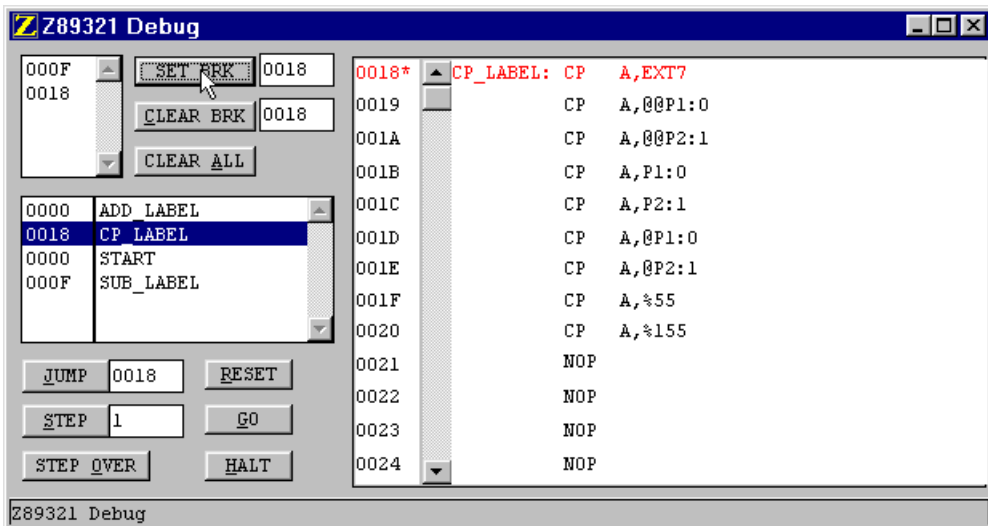 Z Z89321 Debug
000F
0018
SET BRK 0018
CLEAR BRK 0018
CLEAR ALL
0000 ADD_LABEL
0018 CP_LABEL
0000 START
000F SUB_LABEL
JUMP 0018 RESET
STEP 1 GO
STEP OVER HALT
0018* CP_LABEL: CP A,EXT7
0019 CP A,@@P1:0
001A CP A,@@P2:1
001B CP A,P1:0
001C CP A,P2:1
001D CP A,@P1:0
001E CP A,@P2:1
001F CP A,%55
0020 CP A,%155
0021 NOP
0022 NOP
0023 NOP
0024 NOP
Z89321 Debug